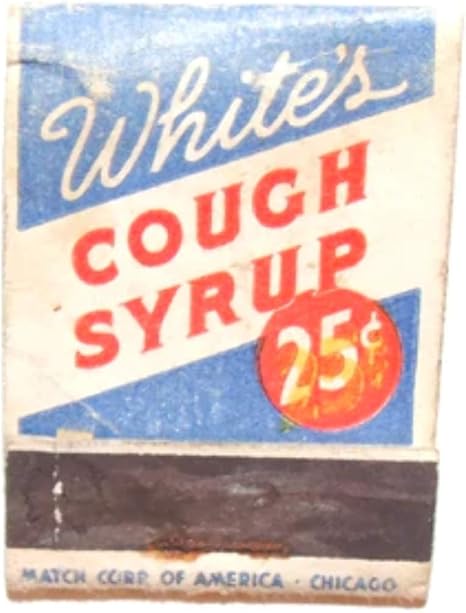 White's
COUGH
SYRUP
25¢
MATCH CORP. OF AMERICA · CHICAGO